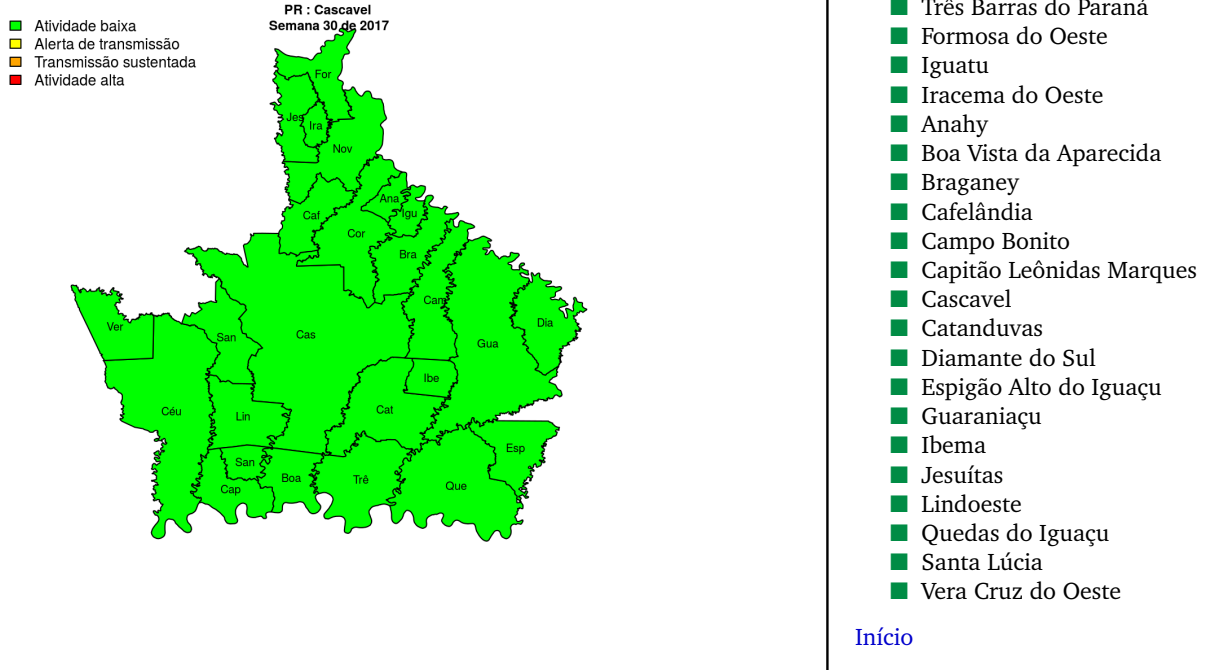 PR : Cascavel
Semana 30 de 2017
Atividade baixa
Alerta de transmissão
Transmissão sustentada
Atividade alta
For
Jes
Ira
Nov
Ana
Caf
Igu
Cor
Bra
Cam
Ver
San
Cas
Dia
Gua
Ibe
Céu
Lin
Cat
San
Esp
Cap
Boa
Trê
Que
Três Barras do Paraná
Formosa do Oeste
Iguatu
Iracema do Oeste
Anahy
Boa Vista da Aparecida
Braganey
Cafelândia
Campo Bonito
Capitão Leônidas Marques
Cascavel
Catanduvas
Diamante do Sul
Espigão Alto do Iguaçu
Guaraniaçu
Ibema
Jesuítas
Lindoeste
Quedas do Iguaçu
Santa Lúcia
Vera Cruz do Oeste
Início